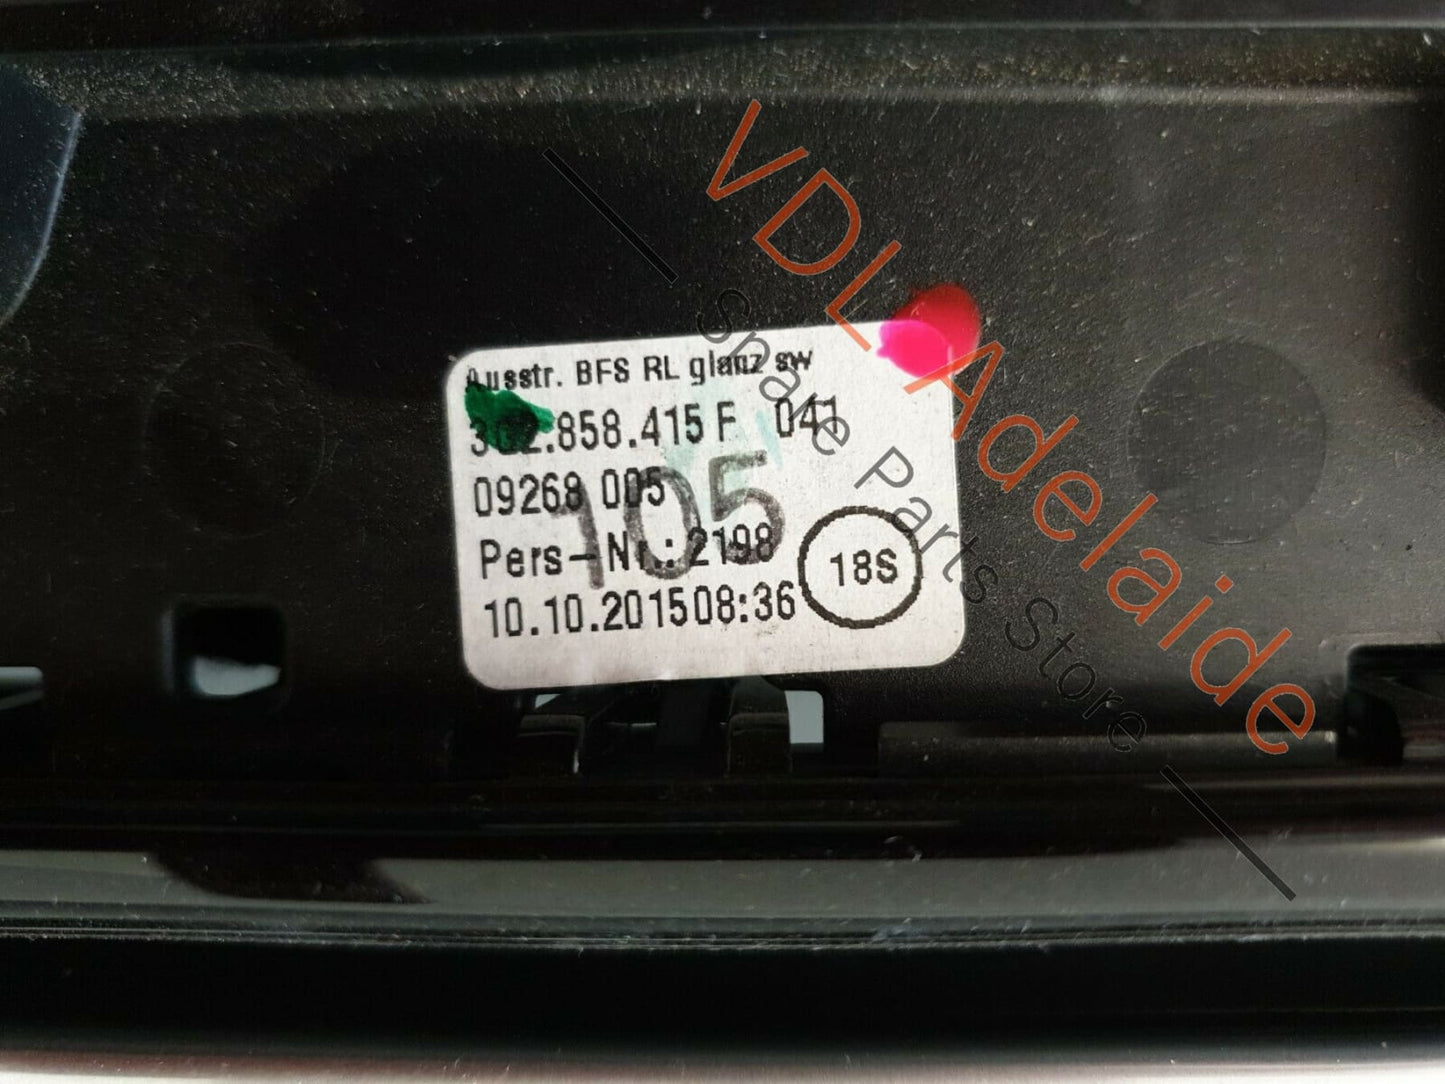 Ausstr. BFS RL glanz sw
3G2.858.415 F 041
09268 005
105
Pers-Nr.: 2198
18S
10.10.2015 08:36
VDL Adelaide
Spare Parts Store